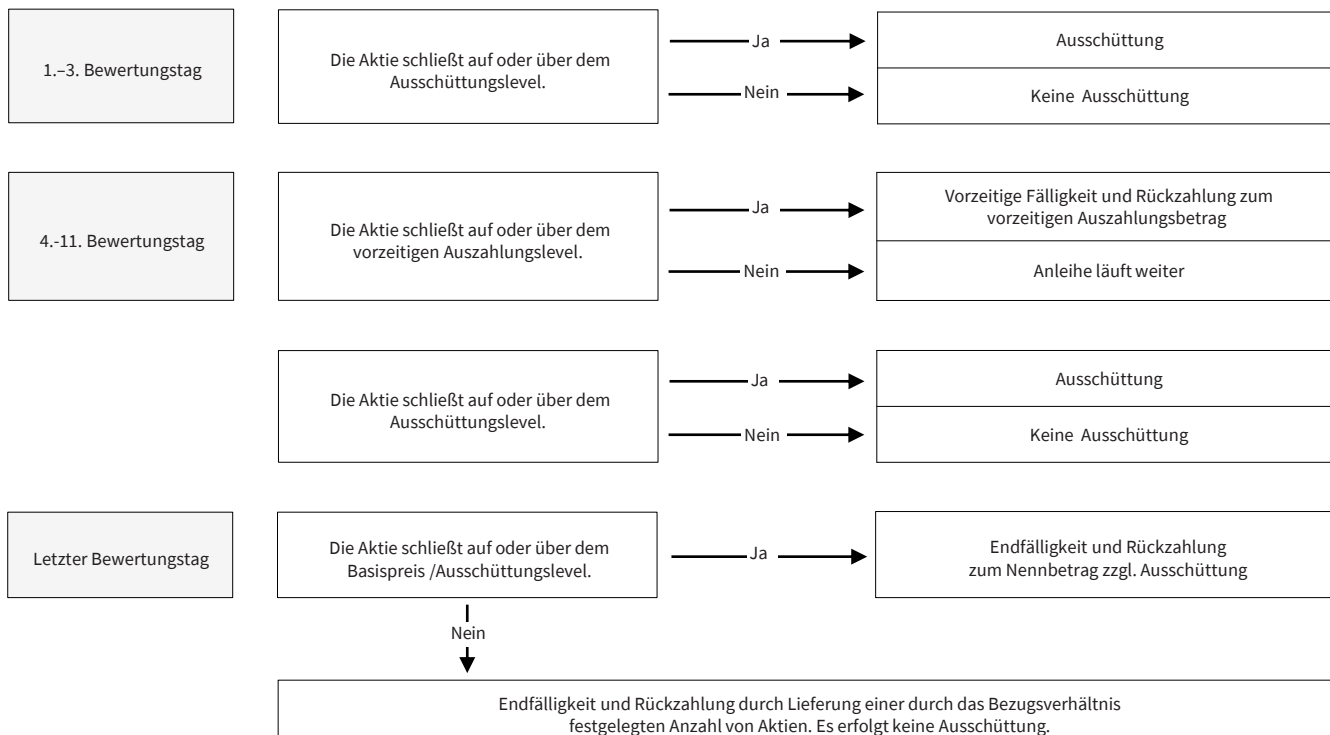 1.–3. Bewertungstag
Die Aktie schließt auf oder über dem
Ausschüttungslevel.
Ja
Ausschüttung
Nein
Keine Ausschüttung
4.-11. Bewertungstag
Die Aktie schließt auf oder über dem
vorzeitigen Auszahlungslevel.
Ja
Vorzeitige Fälligkeit und Rückzahlung zum
vorzeitigen Auszahlungsbetrag
Nein
Anleihe läuft weiter
Die Aktie schließt auf oder über dem
Ausschüttungslevel.
Ja
Ausschüttung
Nein
Keine Ausschüttung
Letzter Bewertungstag
Die Aktie schließt auf oder über dem
Basispreis /Ausschüttungslevel.
Ja
Endfälligkeit und Rückzahlung
zum Nennbetrag zzgl. Ausschüttung
Nein
Endfälligkeit und Rückzahlung durch Lieferung einer durch das Bezugsverhältnis
festgelegten Anzahl von Aktien. Es erfolgt keine Ausschüttung.